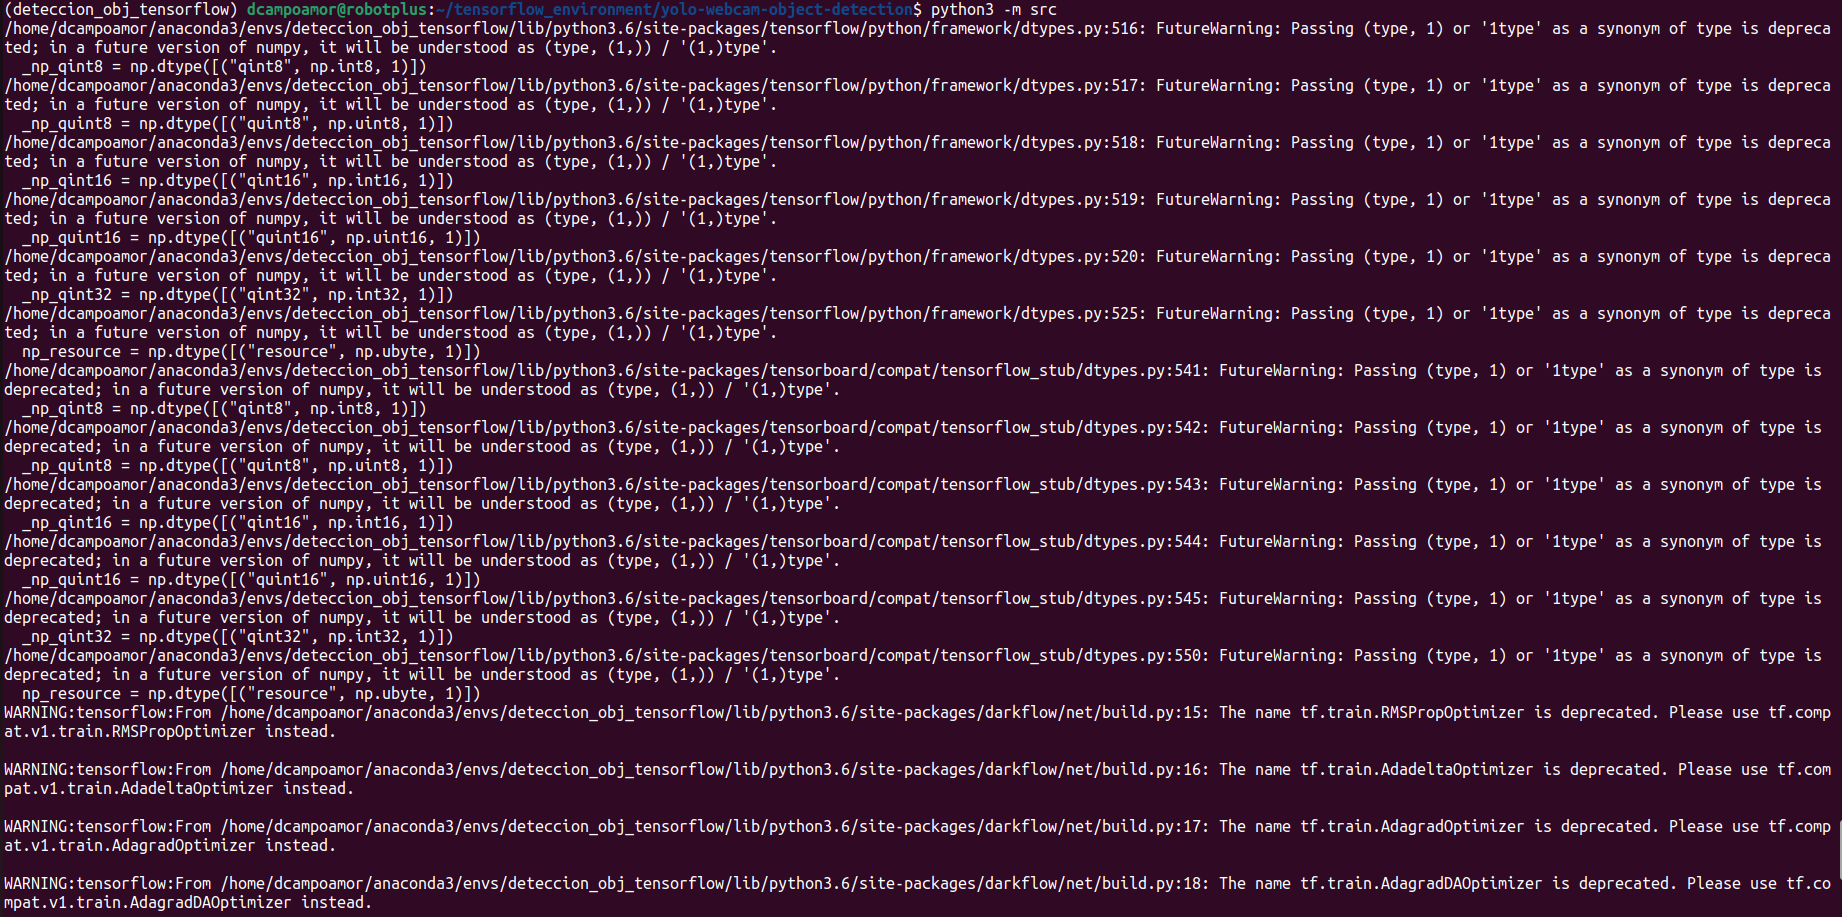 (deteccion_obj_tensorflow) dcampoamor@robotplus:~/tensorflow_environment/yolo-webcam-object-detection$ python3 -m src
/home/dcampoamor/anaconda3/envs/deteccion_obj_tensorflow/lib/python3.6/site-packages/tensorflow/python/framework/dtypes.py:516: FutureWarning: Passing (type, 1) or '1type' as a synonym of type is depreca
ted; in a future version of numpy, it will be understood as (type, (1,)) / '(1,)type'.
  _np_qint8 = np.dtype([("qint8", np.int8, 1)])
/home/dcampoamor/anaconda3/envs/deteccion_obj_tensorflow/lib/python3.6/site-packages/tensorflow/python/framework/dtypes.py:517: FutureWarning: Passing (type, 1) or '1type' as a synonym of type is depreca
ted; in a future version of numpy, it will be understood as (type, (1,)) / '(1,)type'.
  _np_quint8 = np.dtype([("quint8", np.uint8, 1)])
/home/dcampoamor/anaconda3/envs/deteccion_obj_tensorflow/lib/python3.6/site-packages/tensorflow/python/framework/dtypes.py:518: FutureWarning: Passing (type, 1) or '1type' as a synonym of type is depreca
ted; in a future version of numpy, it will be understood as (type, (1,)) / '(1,)type'.
  _np_qint16 = np.dtype([("qint16", np.int16, 1)])
/home/dcampoamor/anaconda3/envs/deteccion_obj_tensorflow/lib/python3.6/site-packages/tensorflow/python/framework/dtypes.py:519: FutureWarning: Passing (type, 1) or '1type' as a synonym of type is depreca
ted; in a future version of numpy, it will be understood as (type, (1,)) / '(1,)type'.
  _np_quint16 = np.dtype([("quint16", np.uint16, 1)])
/home/dcampoamor/anaconda3/envs/deteccion_obj_tensorflow/lib/python3.6/site-packages/tensorflow/python/framework/dtypes.py:520: FutureWarning: Passing (type, 1) or '1type' as a synonym of type is depreca
ted; in a future version of numpy, it will be understood as (type, (1,)) / '(1,)type'.
  _np_qint32 = np.dtype([("qint32", np.int32, 1)])
/home/dcampoamor/anaconda3/envs/deteccion_obj_tensorflow/lib/python3.6/site-packages/tensorflow/python/framework/dtypes.py:525: FutureWarning: Passing (type, 1) or '1type' as a synonym of type is depreca
ted; in a future version of numpy, it will be understood as (type, (1,)) / '(1,)type'.
  np_resource = np.dtype([("resource", np.ubyte, 1)])
/home/dcampoamor/anaconda3/envs/deteccion_obj_tensorflow/lib/python3.6/site-packages/tensorboard/compat/tensorflow_stub/dtypes.py:541: FutureWarning: Passing (type, 1) or '1type' as a synonym of type is
deprecated; in a future version of numpy, it will be understood as (type, (1,)) / '(1,)type'.
  _np_qint8 = np.dtype([("qint8", np.int8, 1)])
/home/dcampoamor/anaconda3/envs/deteccion_obj_tensorflow/lib/python3.6/site-packages/tensorboard/compat/tensorflow_stub/dtypes.py:542: FutureWarning: Passing (type, 1) or '1type' as a synonym of type is
deprecated; in a future version of numpy, it will be understood as (type, (1,)) / '(1,)type'.
  _np_quint8 = np.dtype([("quint8", np.uint8, 1)])
/home/dcampoamor/anaconda3/envs/deteccion_obj_tensorflow/lib/python3.6/site-packages/tensorboard/compat/tensorflow_stub/dtypes.py:543: FutureWarning: Passing (type, 1) or '1type' as a synonym of type is
deprecated; in a future version of numpy, it will be understood as (type, (1,)) / '(1,)type'.
  _np_qint16 = np.dtype([("qint16", np.int16, 1)])
/home/dcampoamor/anaconda3/envs/deteccion_obj_tensorflow/lib/python3.6/site-packages/tensorboard/compat/tensorflow_stub/dtypes.py:544: FutureWarning: Passing (type, 1) or '1type' as a synonym of type is
deprecated; in a future version of numpy, it will be understood as (type, (1,)) / '(1,)type'.
  _np_quint16 = np.dtype([("quint16", np.uint16, 1)])
/home/dcampoamor/anaconda3/envs/deteccion_obj_tensorflow/lib/python3.6/site-packages/tensorboard/compat/tensorflow_stub/dtypes.py:545: FutureWarning: Passing (type, 1) or '1type' as a synonym of type is
deprecated; in a future version of numpy, it will be understood as (type, (1,)) / '(1,)type'.
  _np_qint32 = np.dtype([("qint32", np.int32, 1)])
/home/dcampoamor/anaconda3/envs/deteccion_obj_tensorflow/lib/python3.6/site-packages/tensorboard/compat/tensorflow_stub/dtypes.py:550: FutureWarning: Passing (type, 1) or '1type' as a synonym of type is
deprecated; in a future version of numpy, it will be understood as (type, (1,)) / '(1,)type'.
  np_resource = np.dtype([("resource", np.ubyte, 1)])
WARNING:tensorflow:From /home/dcampoamor/anaconda3/envs/deteccion_obj_tensorflow/lib/python3.6/site-packages/darkflow/net/build.py:15: The name tf.train.RMSPropOptimizer is deprecated. Please use tf.comp
at.v1.train.RMSPropOptimizer instead.

WARNING:tensorflow:From /home/dcampoamor/anaconda3/envs/deteccion_obj_tensorflow/lib/python3.6/site-packages/darkflow/net/build.py:16: The name tf.train.AdadeltaOptimizer is deprecated. Please use tf.com
pat.v1.train.AdadeltaOptimizer instead.

WARNING:tensorflow:From /home/dcampoamor/anaconda3/envs/deteccion_obj_tensorflow/lib/python3.6/site-packages/darkflow/net/build.py:17: The name tf.train.AdagradOptimizer is deprecated. Please use tf.comp
at.v1.train.AdagradOptimizer instead.

WARNING:tensorflow:From /home/dcampoamor/anaconda3/envs/deteccion_obj_tensorflow/lib/python3.6/site-packages/darkflow/net/build.py:18: The name tf.train.AdagradDAOptimizer is deprecated. Please use tf.co
mpat.v1.train.AdagradDAOptimizer instead.